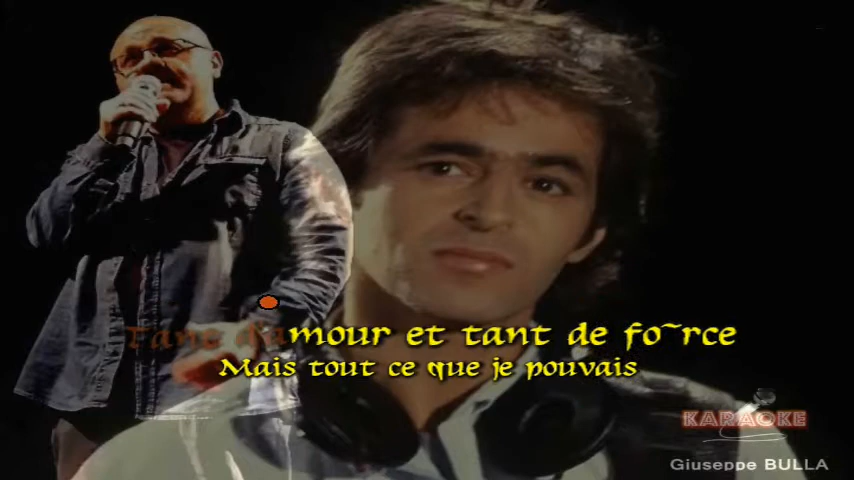 Tant d'amour et tant de fo~rce
Mais tout ce que je pouvais
KARAOKE
Giuseppe BULLA